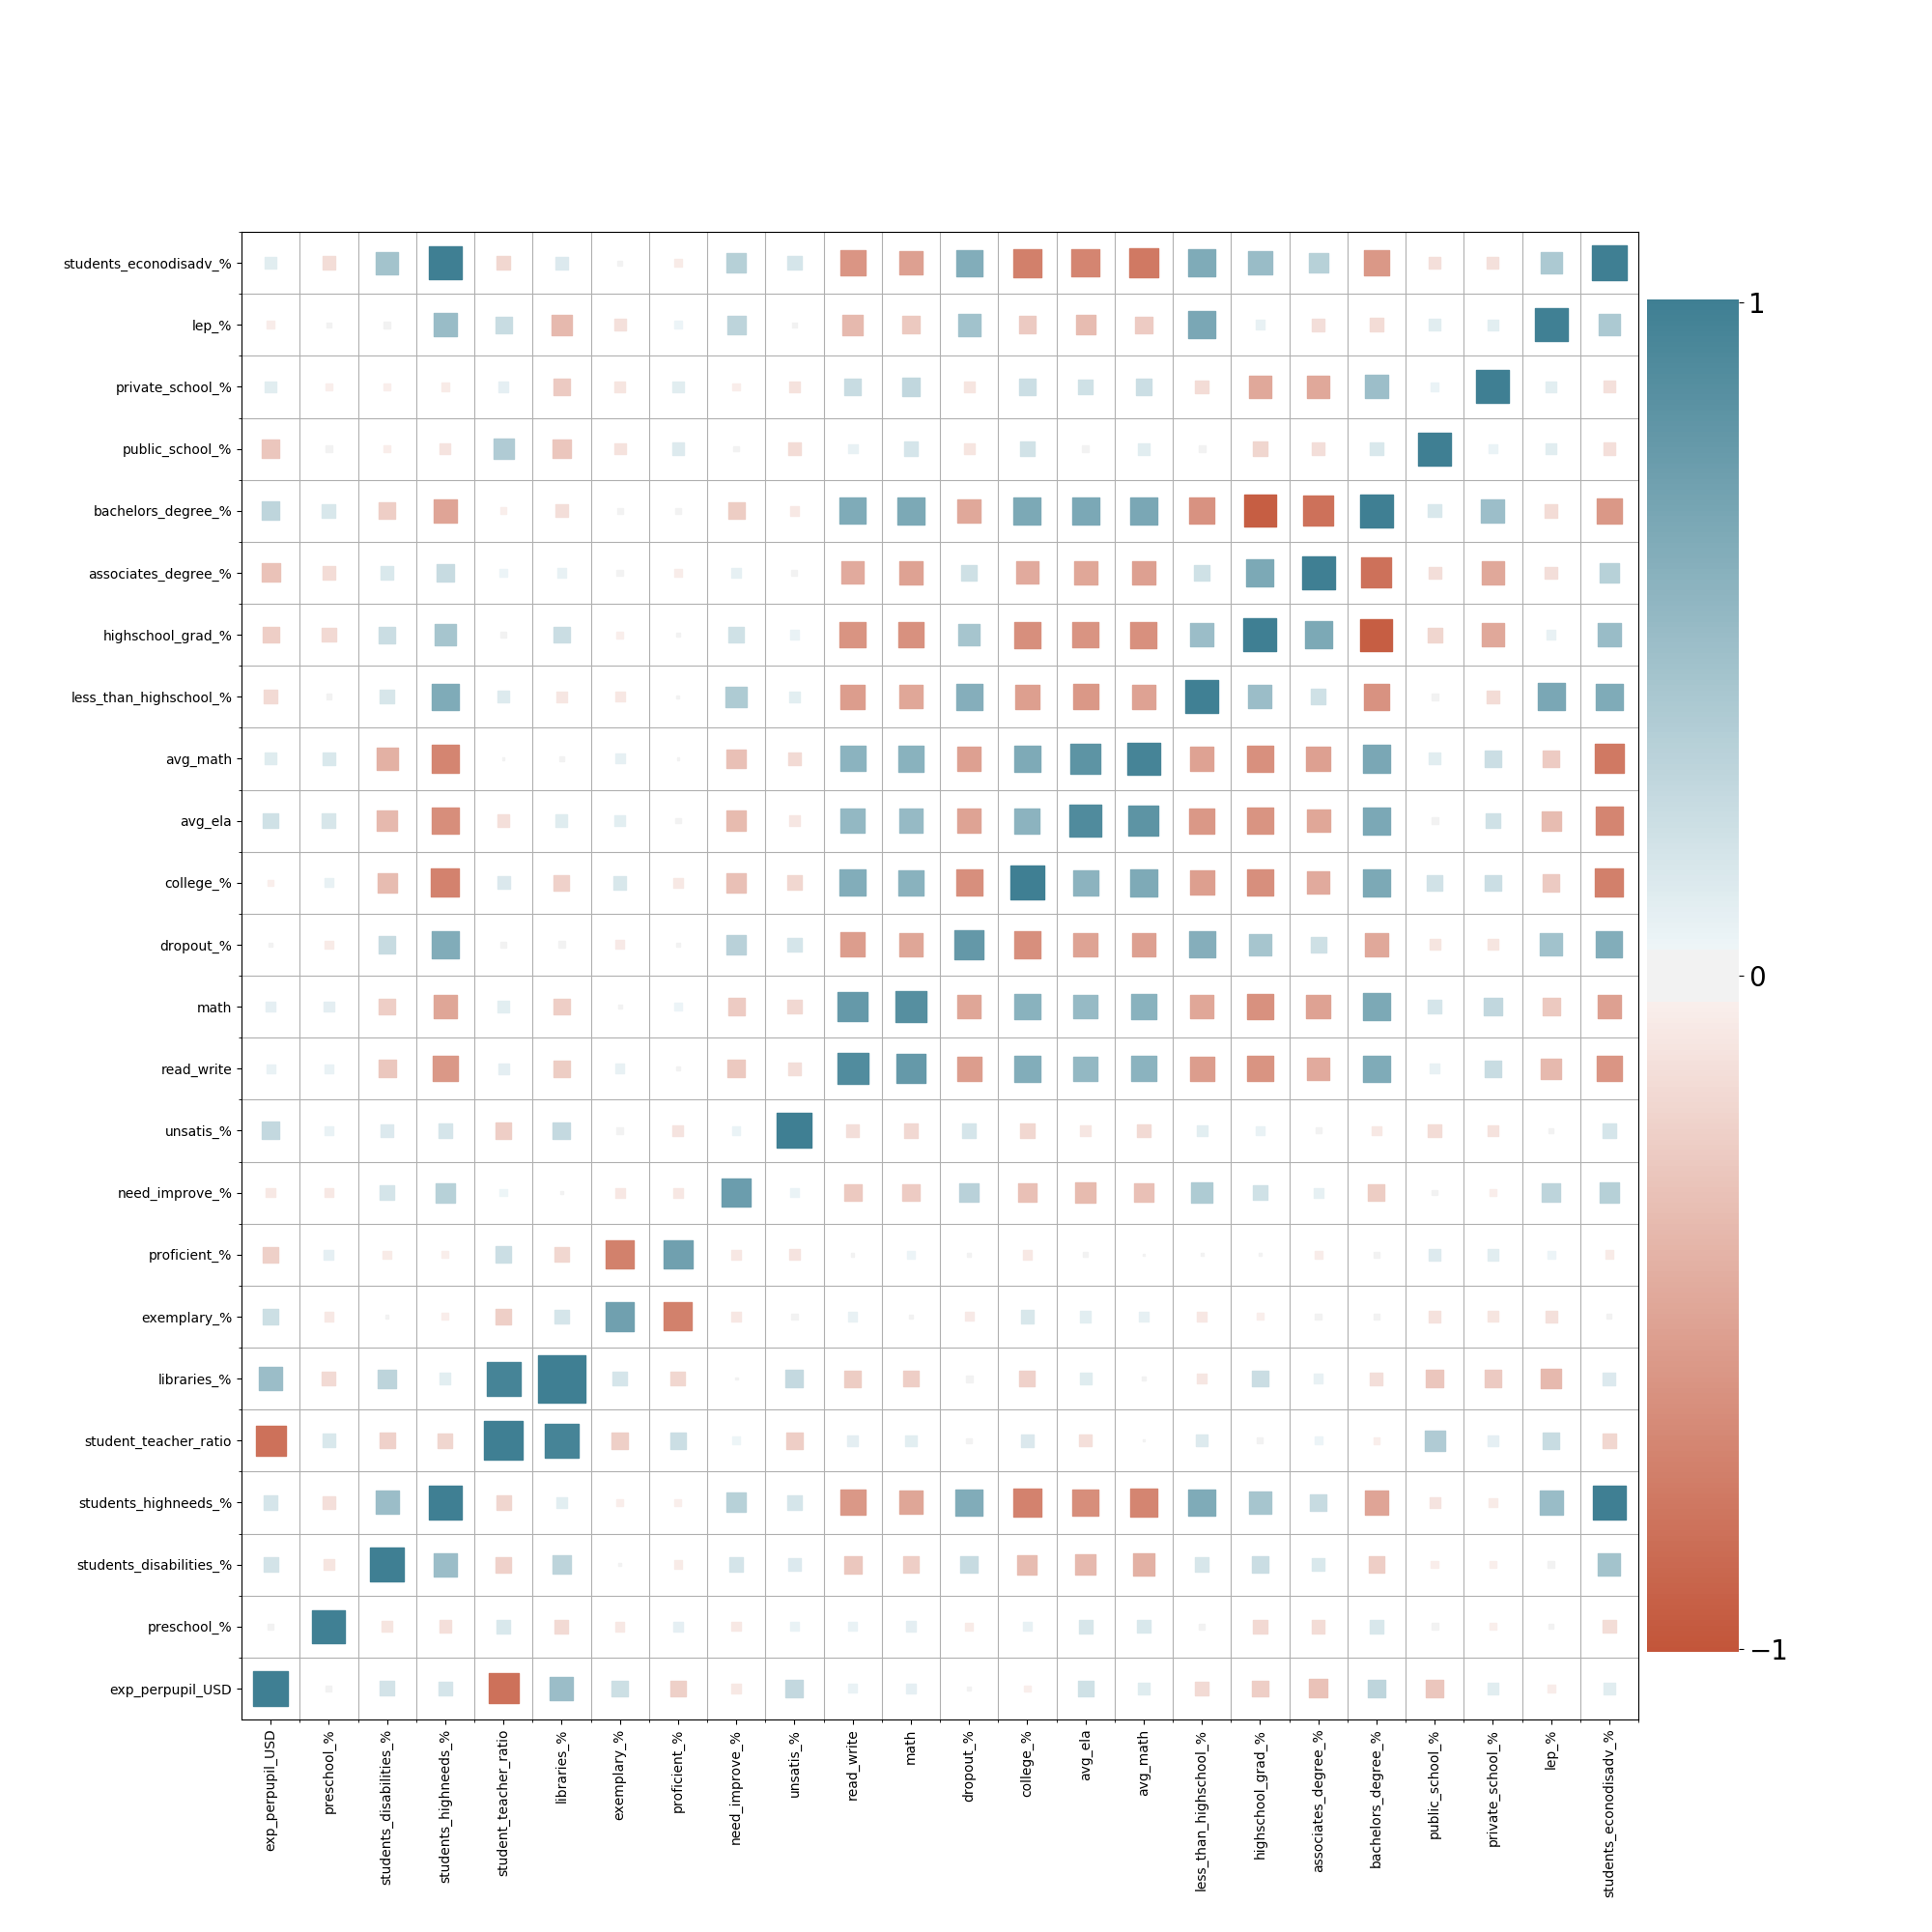 students_econodisadv_%
lep_%
private_school_%
public_school_%
bachelors_degree_%
associates_degree_%
highschool_grad_%
less_than_highschool_%
avg_math
avg_ela
college_%
dropout_%
math
read_write
unsatis_%
need_improve_%
proficient_%
exemplary_%
libraries_%
student_teacher_ratio
students_highneeds_%
students_disabilities_%
preschool_%
exp_perpupil_USD
exp_perpupil_USD
preschool_%
students_disabilities_%
students_highneeds_%
student_teacher_ratio
libraries_%
exemplary_%
proficient_%
need_improve_%
unsatis_%
read_write
math
dropout_%
college_%
avg_ela
avg_math
less_than_highschool_%
highschool_grad_%
associates_degree_%
bachelors_degree_%
public_school_%
private_school_%
lep_%
students_econodisadv_%
1
0
−1